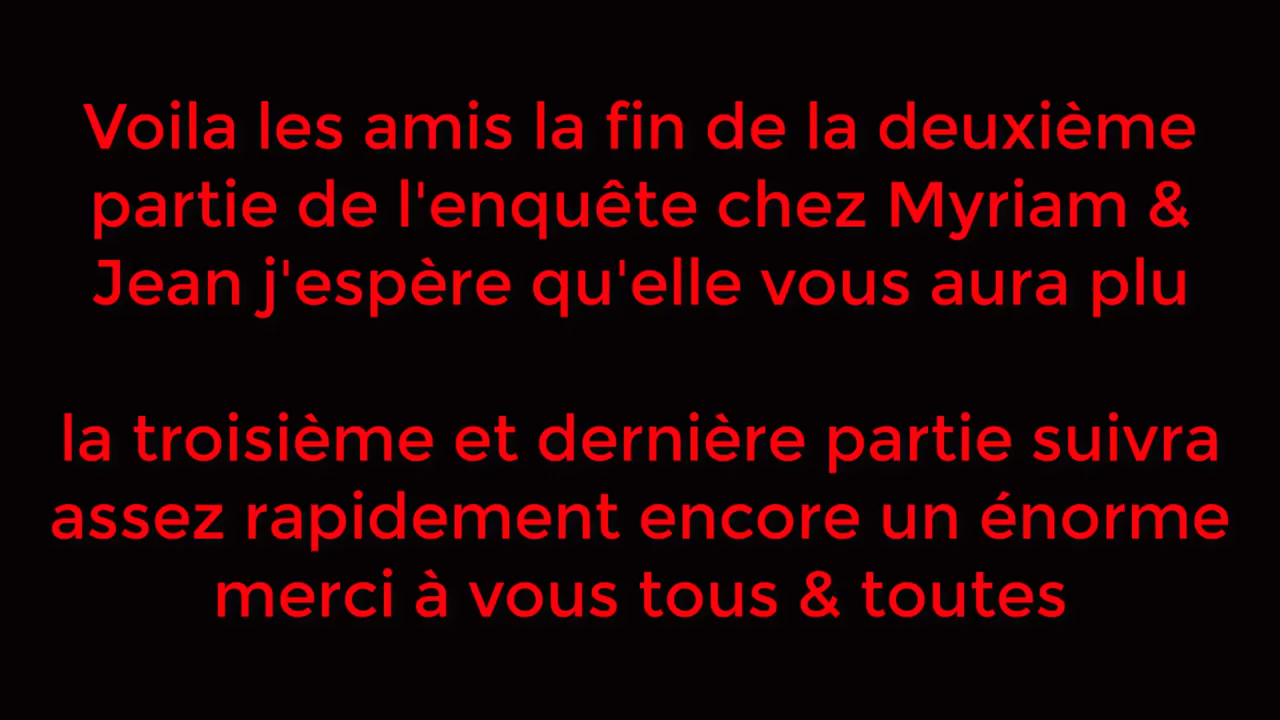 Voila les amis la fin de la deuxième
partie de l'enquête chez Myriam &
Jean j'espère qu'elle vous aura plu
la troisième et dernière partie suivra
assez rapidement encore un énorme
merci à vous tous & toutes